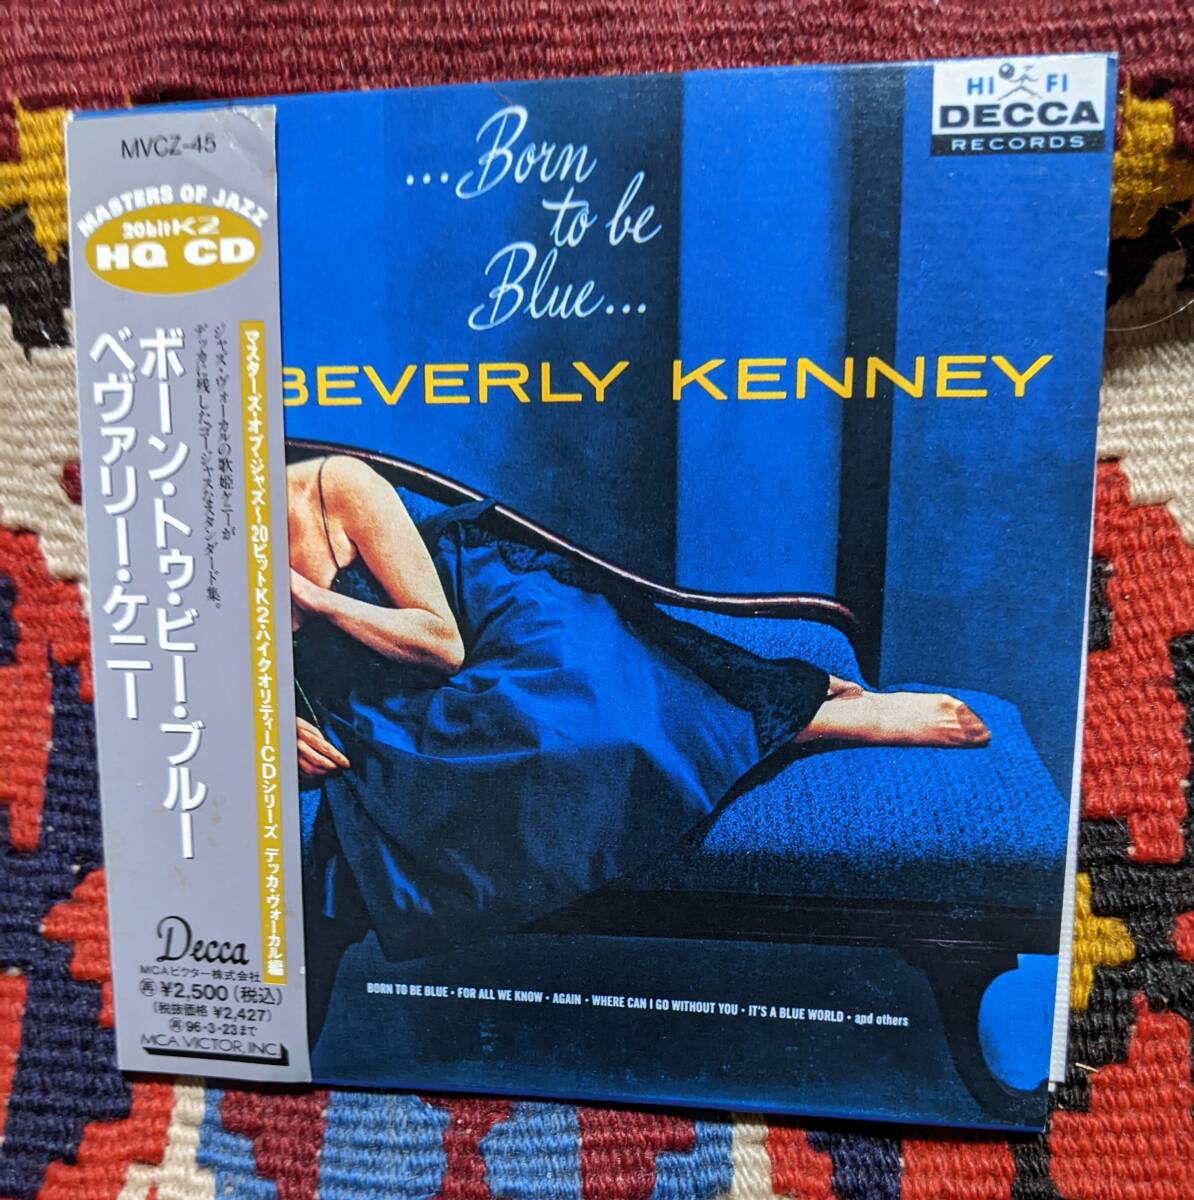 MVCZ-45
MASTERS OF JAZZ
20bit K2
HQ CD
マスターズ・オブ・ジャズ〜20ビットK2・ハイクオリティーCDシリーズ デッカ・ヴォーカル編
ジャズ・ヴォーカルの歌姫ケニーが
デッカに残したゴージャスなスタンダード集。
ボーン・トゥ・ビー・ブルー
ベヴァリー・ケニー
Decca
MCAビクター株式会社
再 ¥2,500 (税込)
(税抜価格 ¥2,427)
再 96・3・23まで
MCA VICTOR, INC.
...Born
to be
Blue...
HI FI
DECCA
RECORDS
BEVERLY KENNEY
BORN TO BE BLUE • FOR ALL WE KNOW • AGAIN • WHERE CAN I GO WITHOUT YOU • IT'S A BLUE WORLD • and others